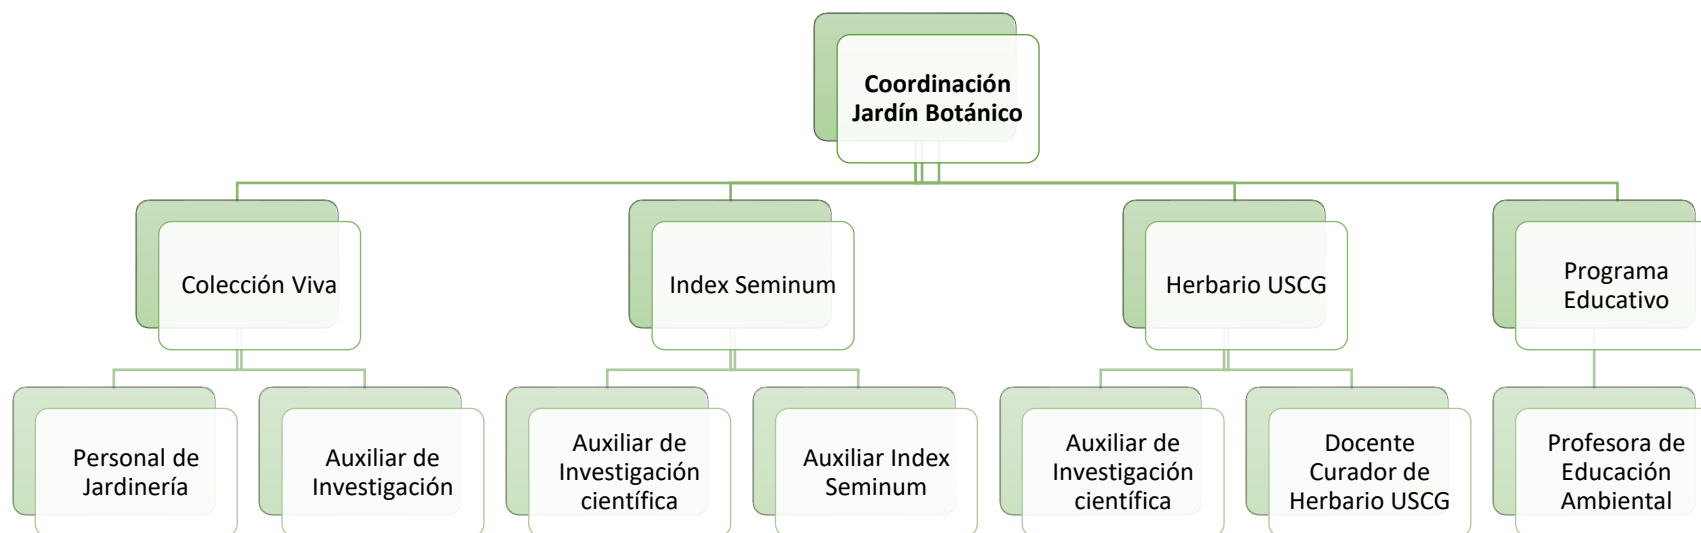 Coordinación
Jardín Botánico
Colección Viva
Index Seminum
Herbario USCG
Programa
Educativo
Personal de
Jardinería
Auxiliar de
Investigación
Auxiliar de
Investigación
científica
Auxiliar Index
Seminum
Auxiliar de
Investigación
científica
Docente
Curador de
Herbario USCG
Profesora de
Educación
Ambiental